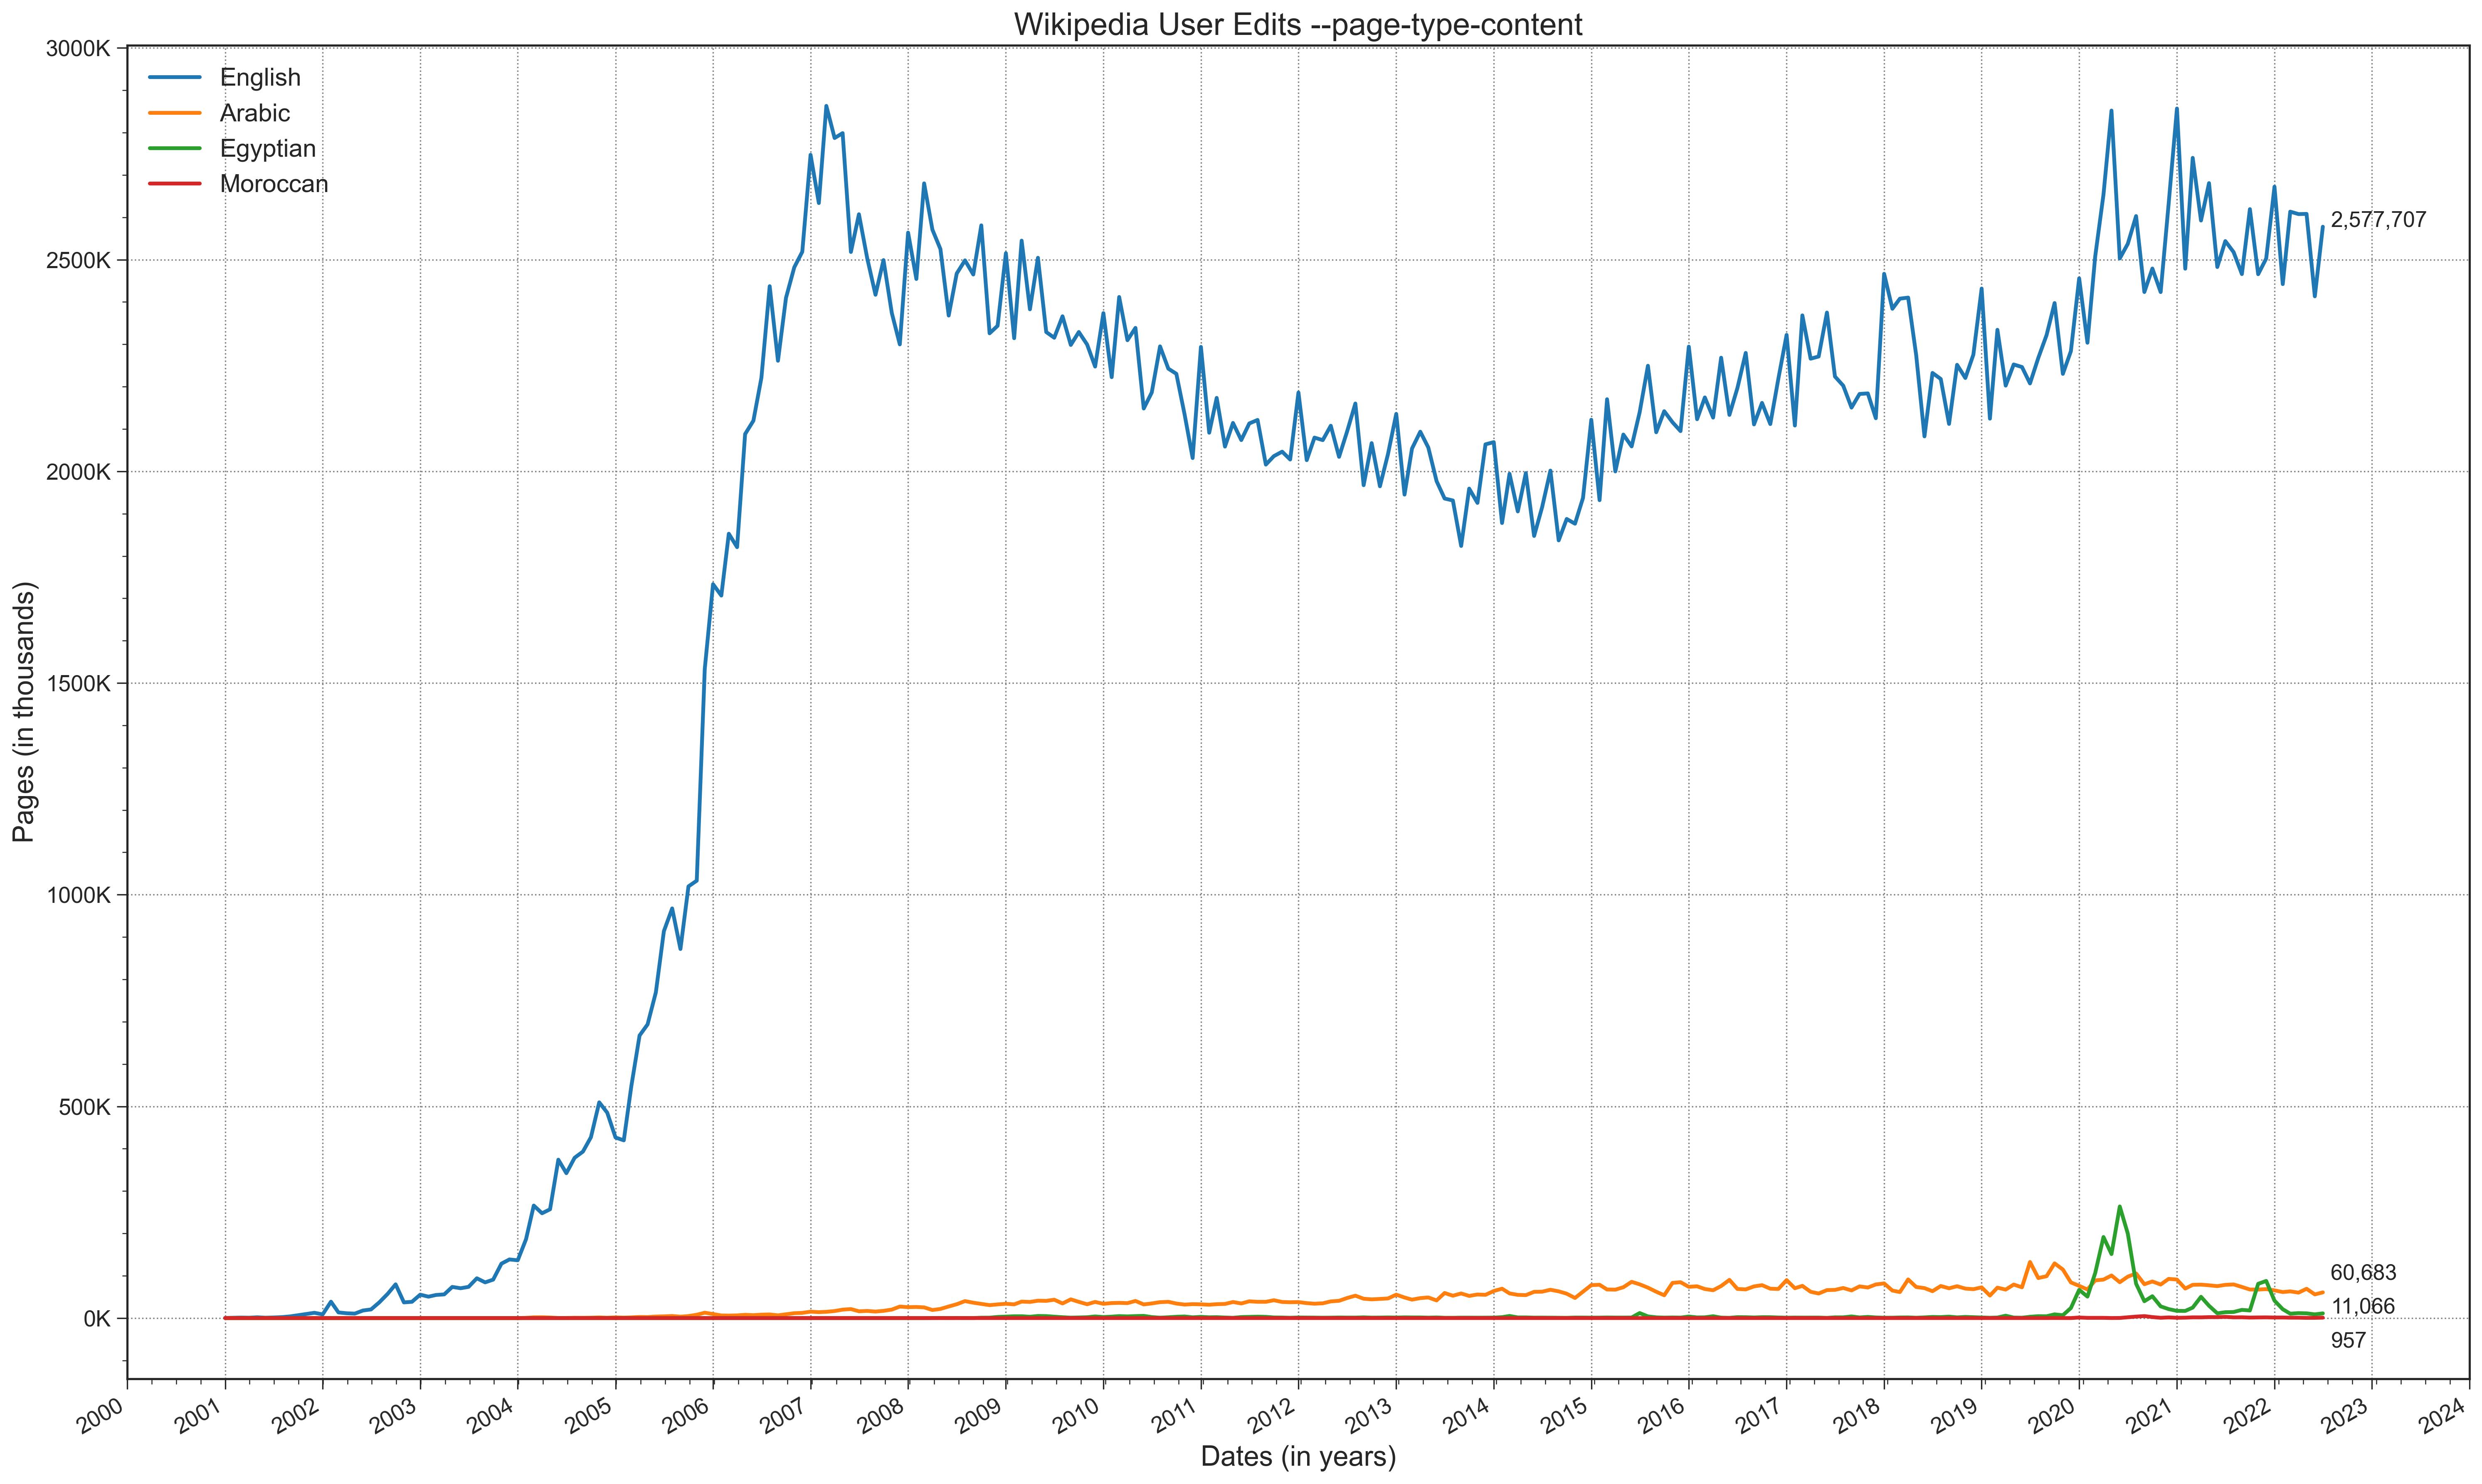 Wikipedia User Edits --page-type-content
3000K
2500K
2000K
1500K
1000K
500K
0K
Pages (in thousands)
English
Arabic
Egyptian
Moroccan
2,577,707
60,683
11,066
957
2000
2001
2002
2003
2004
2005
2006
2007
2008
2009
2010
2011
2012
2013
2014
2015
2016
2017
2018
2019
2020
2021
2022
2023
2024
Dates (in years)